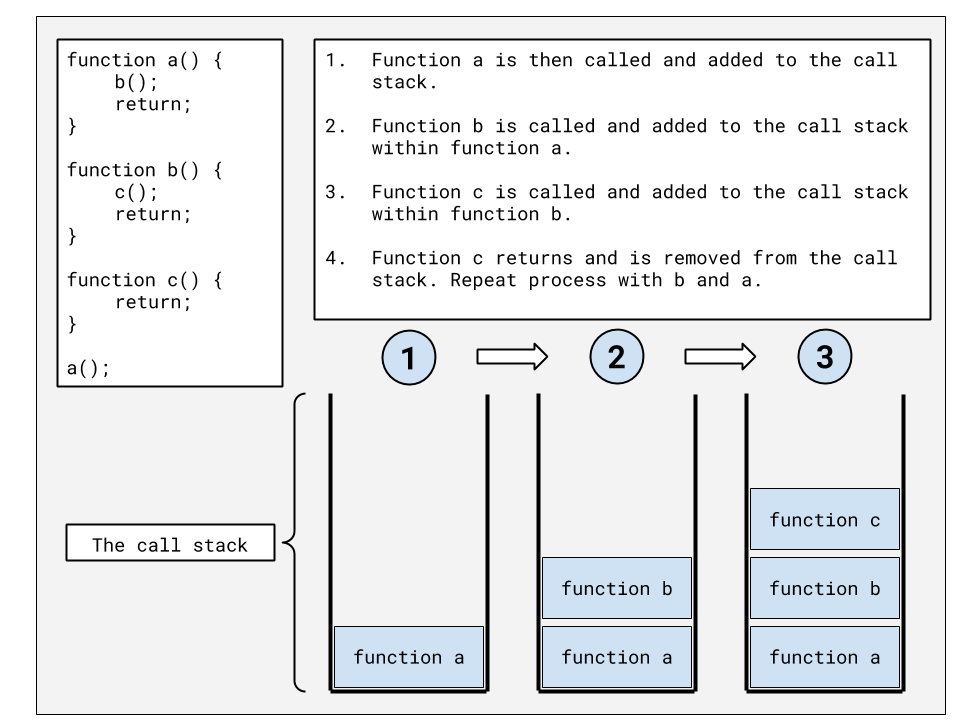 function a() {
b();
return;
}
function b() {
c();
return;
}
function c() {
return;
}
a();
1. Function a is then called and added to the call
stack.
2. Function b is called and added to the call stack
within function a.
3. Function c is called and added to the call stack
within function b.
4. Function c returns and is removed from the call
stack. Repeat process with b and a.
1
2
3
The call stack
function a
function b
function a
function c
function b
function a